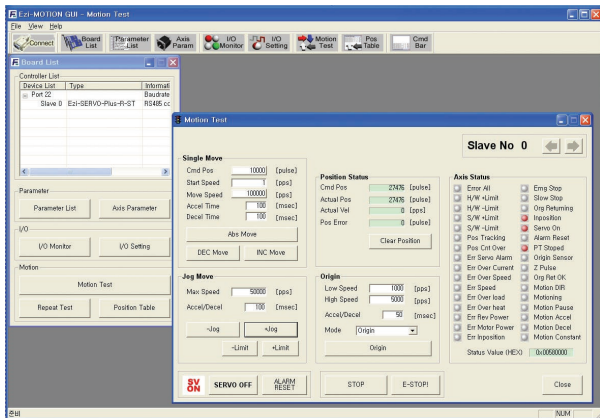 Ezi-MOTION GUI - Motion Test
File View Help
Connect
Board List
Parameter List
Axis Param
I/O Monitor
I/O Setting
Motion Test
Pos Table
Cmd Bar
Board List
Controller List
Device List Type Informati
Port 22 Baudrate
Slave 0 Ezi-SERVO-Plus-R-ST RS485 cc
Parameter
Parameter List Axis Parameter
I/O
I/O Monitor I/O Setting
Motion
Motion Test
Repeat Test Position Table
Motion Test
Slave No 0
Single Move
Cmd Pos 10000 [pulse]
Start Speed 1 [pps]
Move Speed 100000 [pps]
Accel Time 100 [msec]
Decel Time 100 [msec]
Abs Move
DEC Move INC Move
Jog Move
Max Speed 50000 [pps]
Accel/Decel 100 [msec]
-Jog +Jog
-Limit +Limit
Position Status
Cmd Pos 27476 [pulse]
Actual Pos 27476 [pulse]
Actual Vel 0 [pps]
Pos Error 0 [pulse]
Clear Position
Origin
Low Speed 1000 [pps]
High Speed 5000 [pps]
Accel/Decel 50 [msec]
Mode Origin
Origin
Axis Status
Error All Emg Stop
H/W +Limit Slow Stop
H/W -Limit Org Returning
S/W +Limit Inposition
S/W -Limit Servo On
Pos Tracking Alarm Reset
Pos Cnt Over PT Stoped
Err Servo Alarm Origin Sensor
Err Over Current Z Pulse
Err Over Speed Org Ret OK
Err Speed Motion DIR
Err Over load Motioning
Err Over heat Motion Pause
Err Rev Power Motion Accel
Err Motor Power Motion Decel
Err Inposition Motion Constant
Status Value (HEX) 0x00580000
SV ON SERVO OFF ALARM RESET STOP E-STOP! Close
준비 NUM